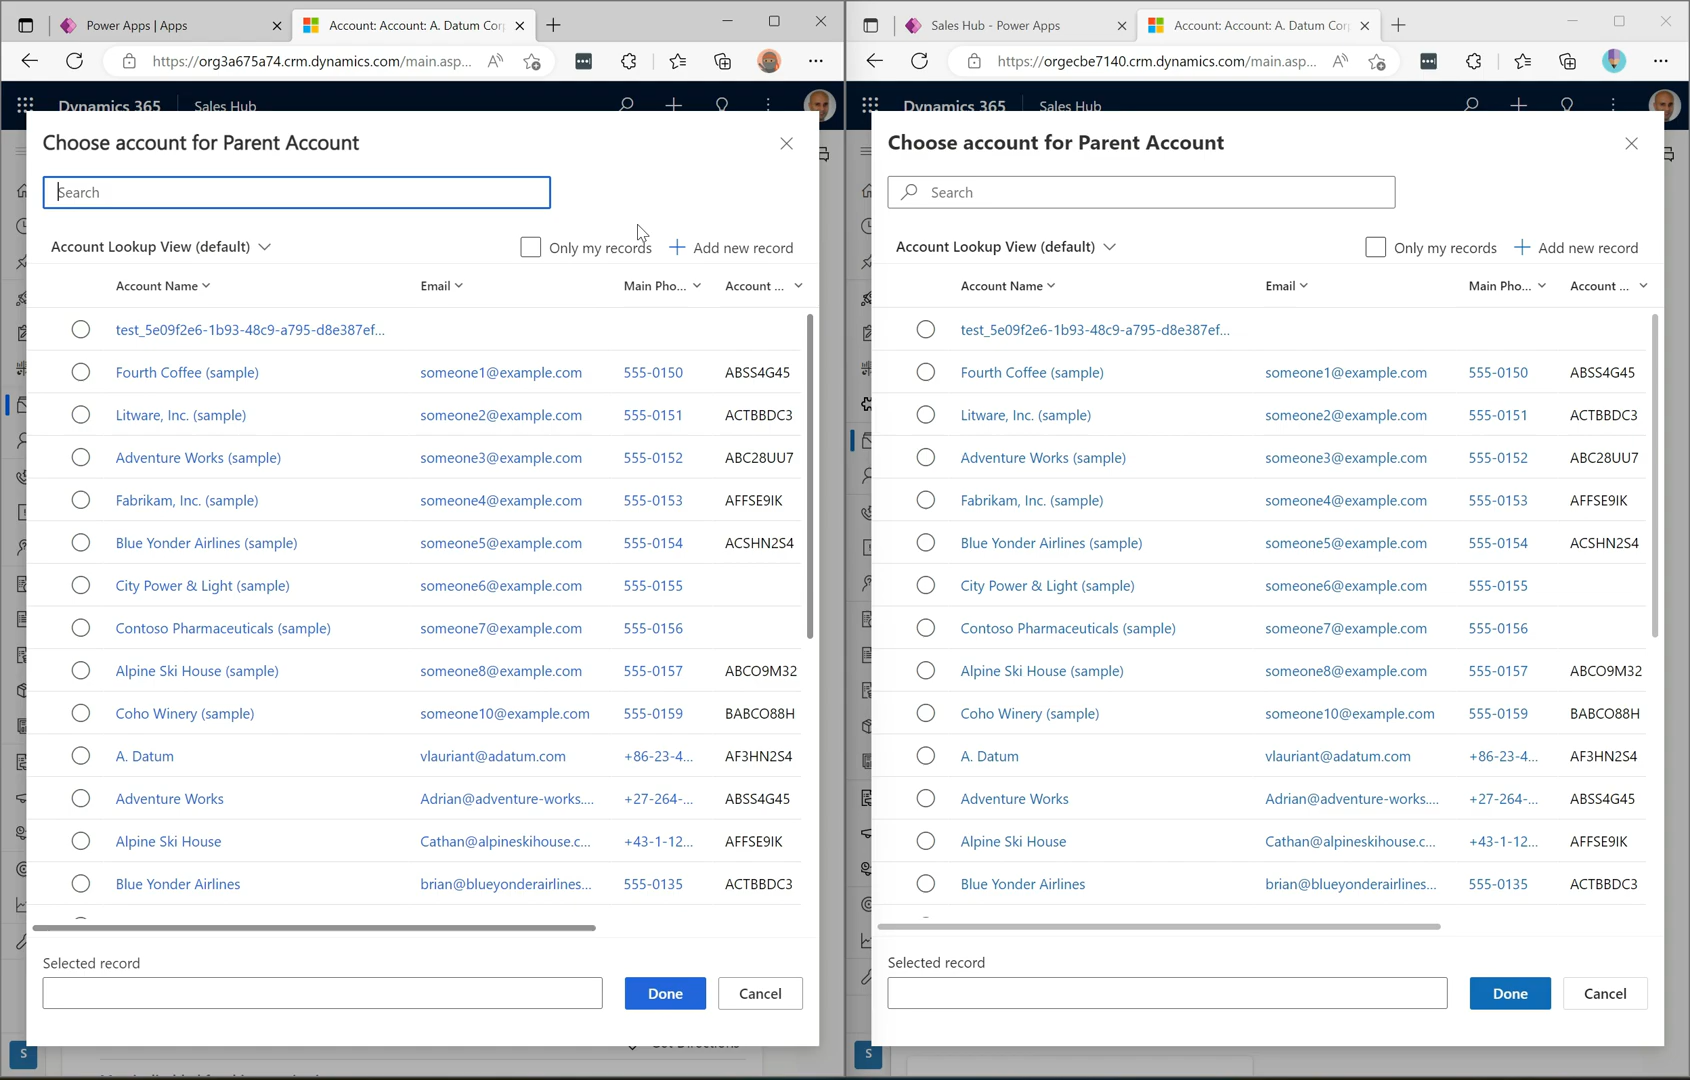 Power Apps | Apps
Account: Account: A. Datum Cor
https://org3a675a74.crm.dynamics.com/main.asp...
Dynamics 365
Sales Hub
Choose account for Parent Account
Search
Account Lookup View (default)
Only my records
Add new record
Account Name
Email
Main Pho...
Account ...
test_5e09f2e6-1b93-48c9-a795-d8e387ef...
Fourth Coffee (sample) someone1@example.com 555-0150 ABSS4G45
Litware, Inc. (sample) someone2@example.com 555-0151 ACTBBDC3
Adventure Works (sample) someone3@example.com 555-0152 ABC28UU7
Fabrikam, Inc. (sample) someone4@example.com 555-0153 AFFSE9IK
Blue Yonder Airlines (sample) someone5@example.com 555-0154 ACSHN2S4
City Power & Light (sample) someone6@example.com 555-0155
Contoso Pharmaceuticals (sample) someone7@example.com 555-0156
Alpine Ski House (sample) someone8@example.com 555-0157 ABCO9M32
Coho Winery (sample) someone10@example.com 555-0159 BABCO88H
A. Datum vlauriant@adatum.com +86-23-4... AF3HN2S4
Adventure Works Adrian@adventure-works.... +27-264-... ABSS4G45
Alpine Ski House Cathan@alpineskihouse.c... +43-1-12... AFFSE9IK
Blue Yonder Airlines brian@blueyonderairlines... 555-0135 ACTBBDC3
Selected record
Done
Cancel
S
Sales Hub - Power Apps
Account: Account: A. Datum Cor
https://orgecbe7140.crm.dynamics.com/main.asp...
Dynamics 365
Sales Hub
Choose account for Parent Account
Search
Account Lookup View (default)
Only my records
Add new record
Account Name
Email
Main Pho...
Account ...
test_5e09f2e6-1b93-48c9-a795-d8e387ef...
Fourth Coffee (sample) someone1@example.com 555-0150 ABSS4G45
Litware, Inc. (sample) someone2@example.com 555-0151 ACTBBDC3
Adventure Works (sample) someone3@example.com 555-0152 ABC28UU7
Fabrikam, Inc. (sample) someone4@example.com 555-0153 AFFSE9IK
Blue Yonder Airlines (sample) someone5@example.com 555-0154 ACSHN2S4
City Power & Light (sample) someone6@example.com 555-0155
Contoso Pharmaceuticals (sample) someone7@example.com 555-0156
Alpine Ski House (sample) someone8@example.com 555-0157 ABCO9M32
Coho Winery (sample) someone10@example.com 555-0159 BABCO88H
A. Datum vlauriant@adatum.com +86-23-4... AF3HN2S4
Adventure Works Adrian@adventure-works.... +27-264-... ABSS4G45
Alpine Ski House Cathan@alpineskihouse.c... +43-1-12... AFFSE9IK
Blue Yonder Airlines brian@blueyonderairlines... 555-0135 ACTBBDC3
Selected record
Done
Cancel
S